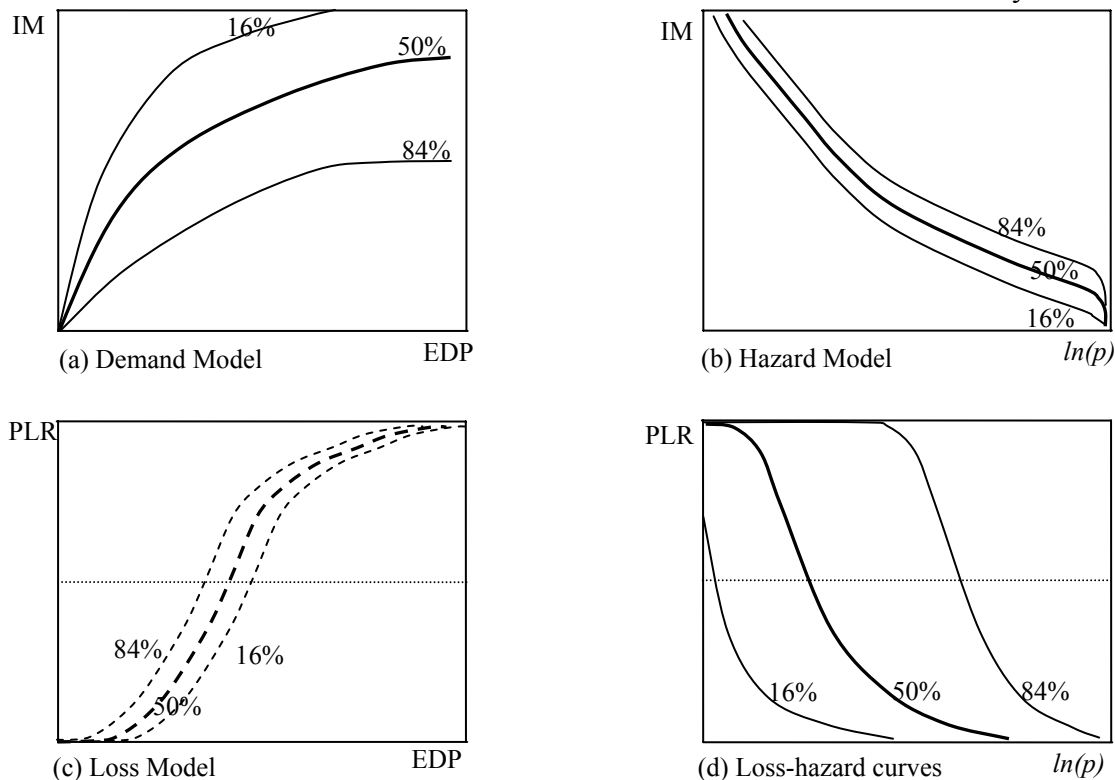 IM
16%
50%
84%
EDP
(a) Demand Model
IM
84%
50%
16%
ln(p)
(b) Hazard Model
PLR
84%
16%
50%
EDP
(c) Loss Model
PLR
16%
50%
84%
ln(p)
(d) Loss-hazard curves